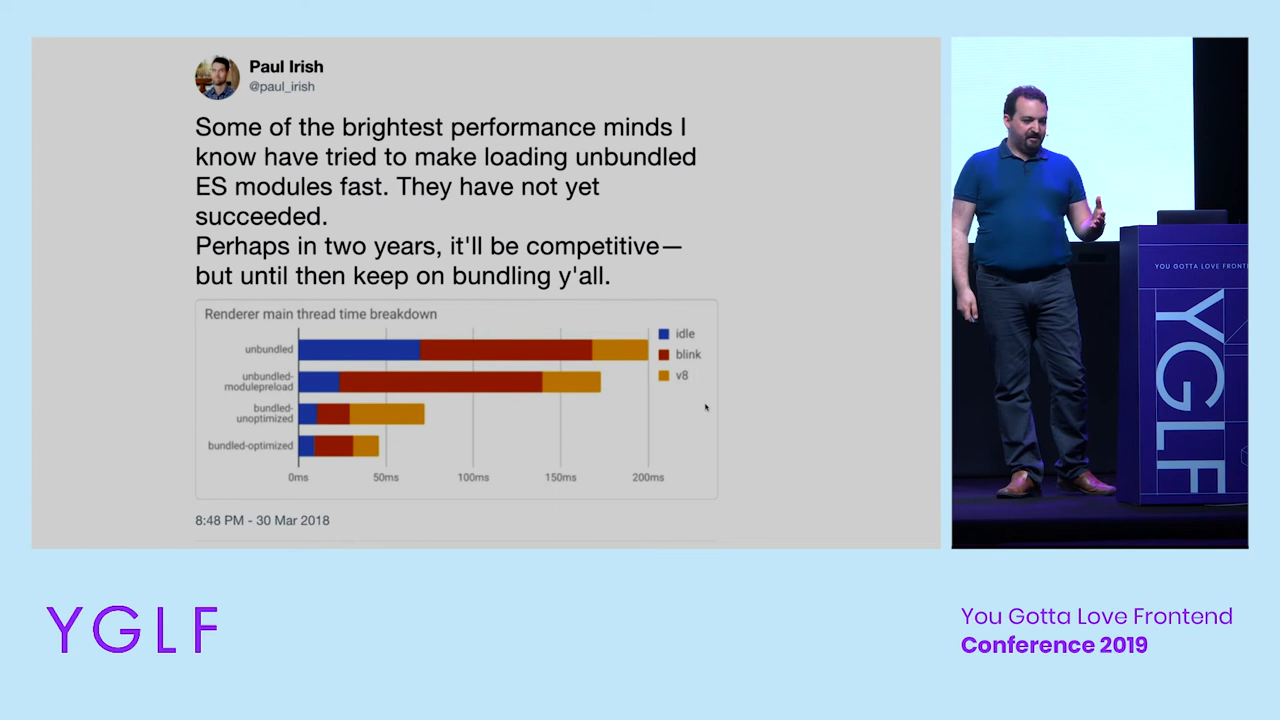 Paul Irish
@paul_irish
Some of the brightest performance minds I
know have tried to make loading unbundled
ES modules fast. They have not yet
succeeded.
Perhaps in two years, it'll be competitive—
but until then keep on bundling y'all.
Renderer main thread time breakdown
unbundled
unbundled-
modulepreload
bundled-
unoptimized
bundled-optimized
0ms 50ms 100ms 150ms 200ms
idle
blink
v8
8:48 PM - 30 Mar 2018
YOU GOTTA LOVE FRONT
YGLF
YGLF
You Gotta Love Frontend
Conference 2019